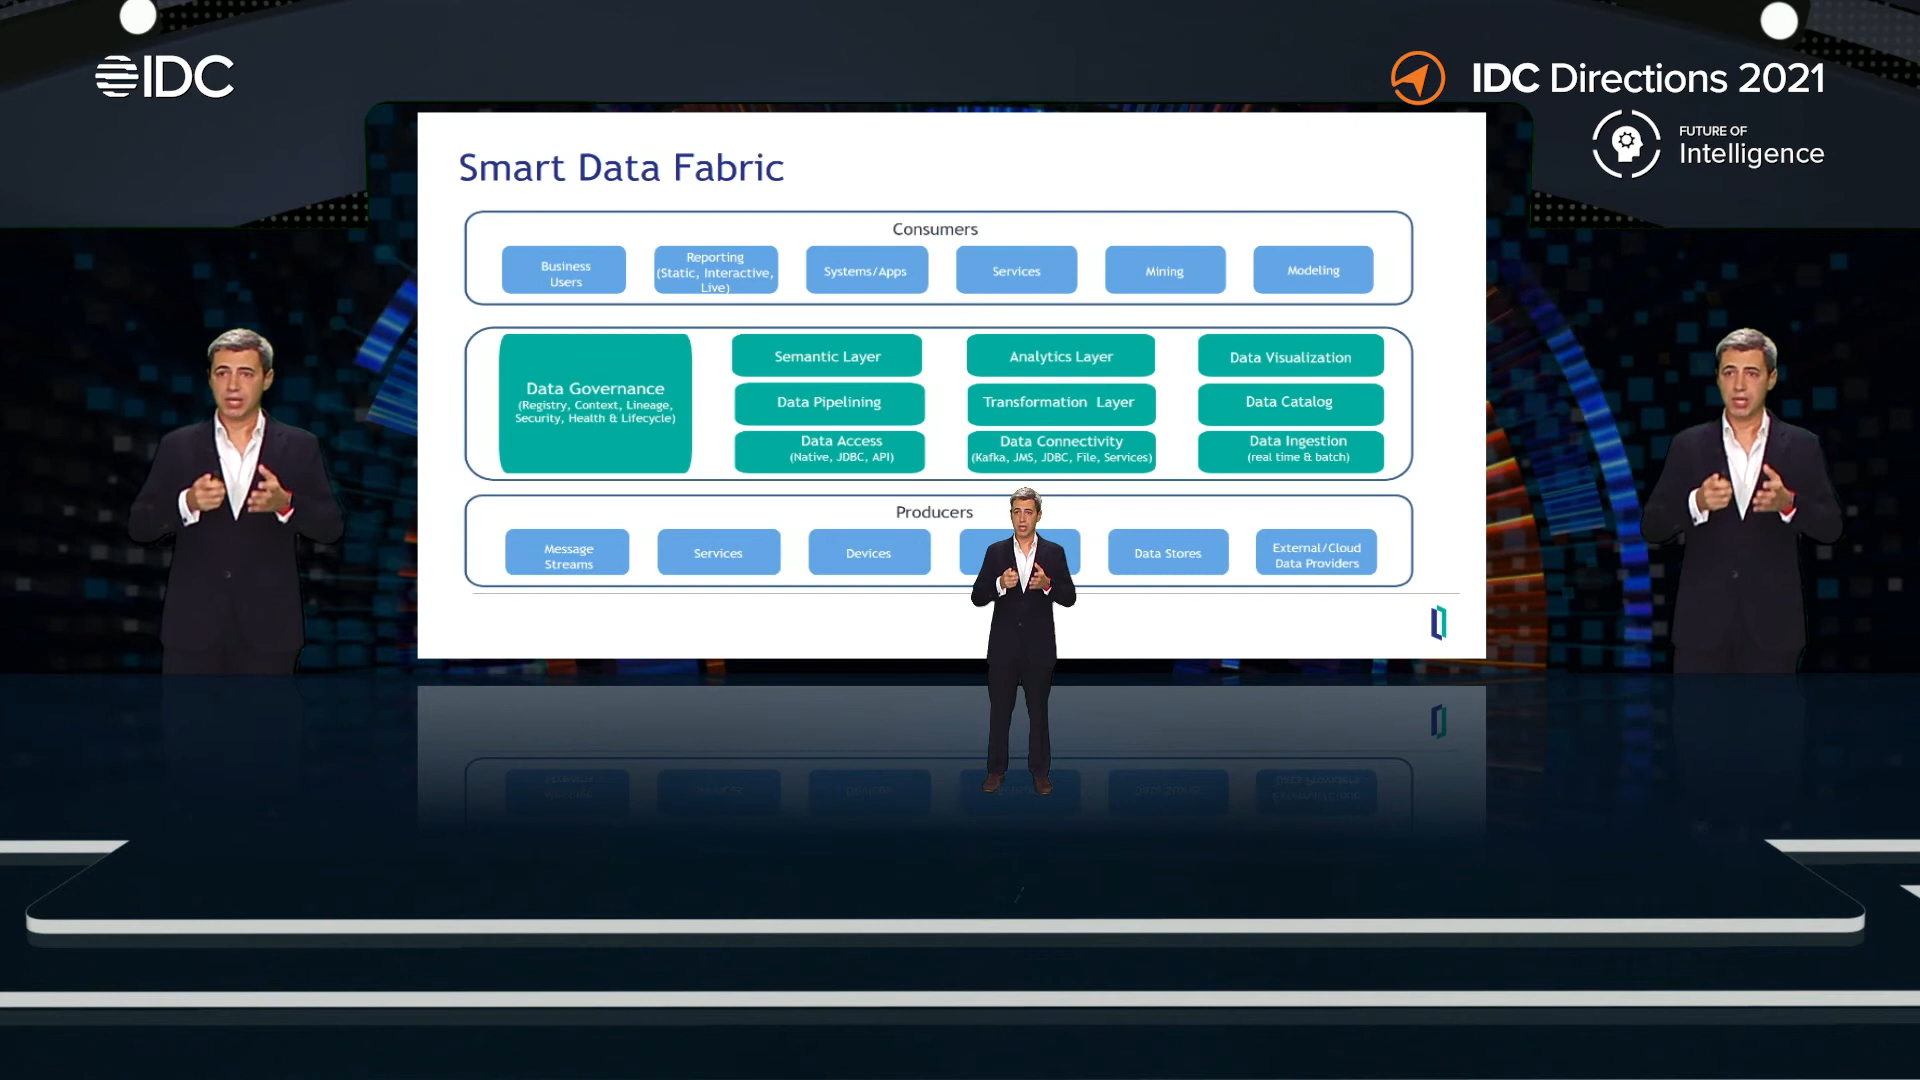 IDC
IDC Directions 2021
FUTURE OF
Intelligence
Smart Data Fabric
Consumers
Business
Users
Reporting
(Static, Interactive,
Live)
Systems/Apps
Services
Mining
Modeling
Data Governance
(Registry, Context, Lineage,
Security, Health & Lifecycle)
Semantic Layer
Analytics Layer
Data Visualization
Data Pipelining
Transformation Layer
Data Catalog
Data Access
(Native, JDBC, API)
Data Connectivity
(Kafka, JMS, JDBC, File, Services)
Data Ingestion
(real time & batch)
Producers
Message
Streams
Services
Devices
Data Stores
External/Cloud
Data Providers